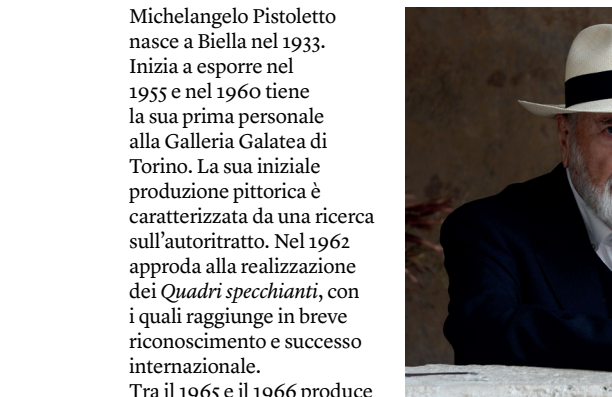 Michelangelo Pistoletto
nasce a Biella nel 1933.
Inizia a esporre nel
1955 e nel 1960 tiene
la sua prima personale
alla Galleria Galatea di
Torino. La sua iniziale
produzione pittorica è
caratterizzata da una ricerca
sull’autoritratto. Nel 1962
approda alla realizzazione
dei Quadri specchianti, con
i quali raggiunge in breve
riconoscimento e successo
internazionale.
Tra il 1965 e il 1966 produce